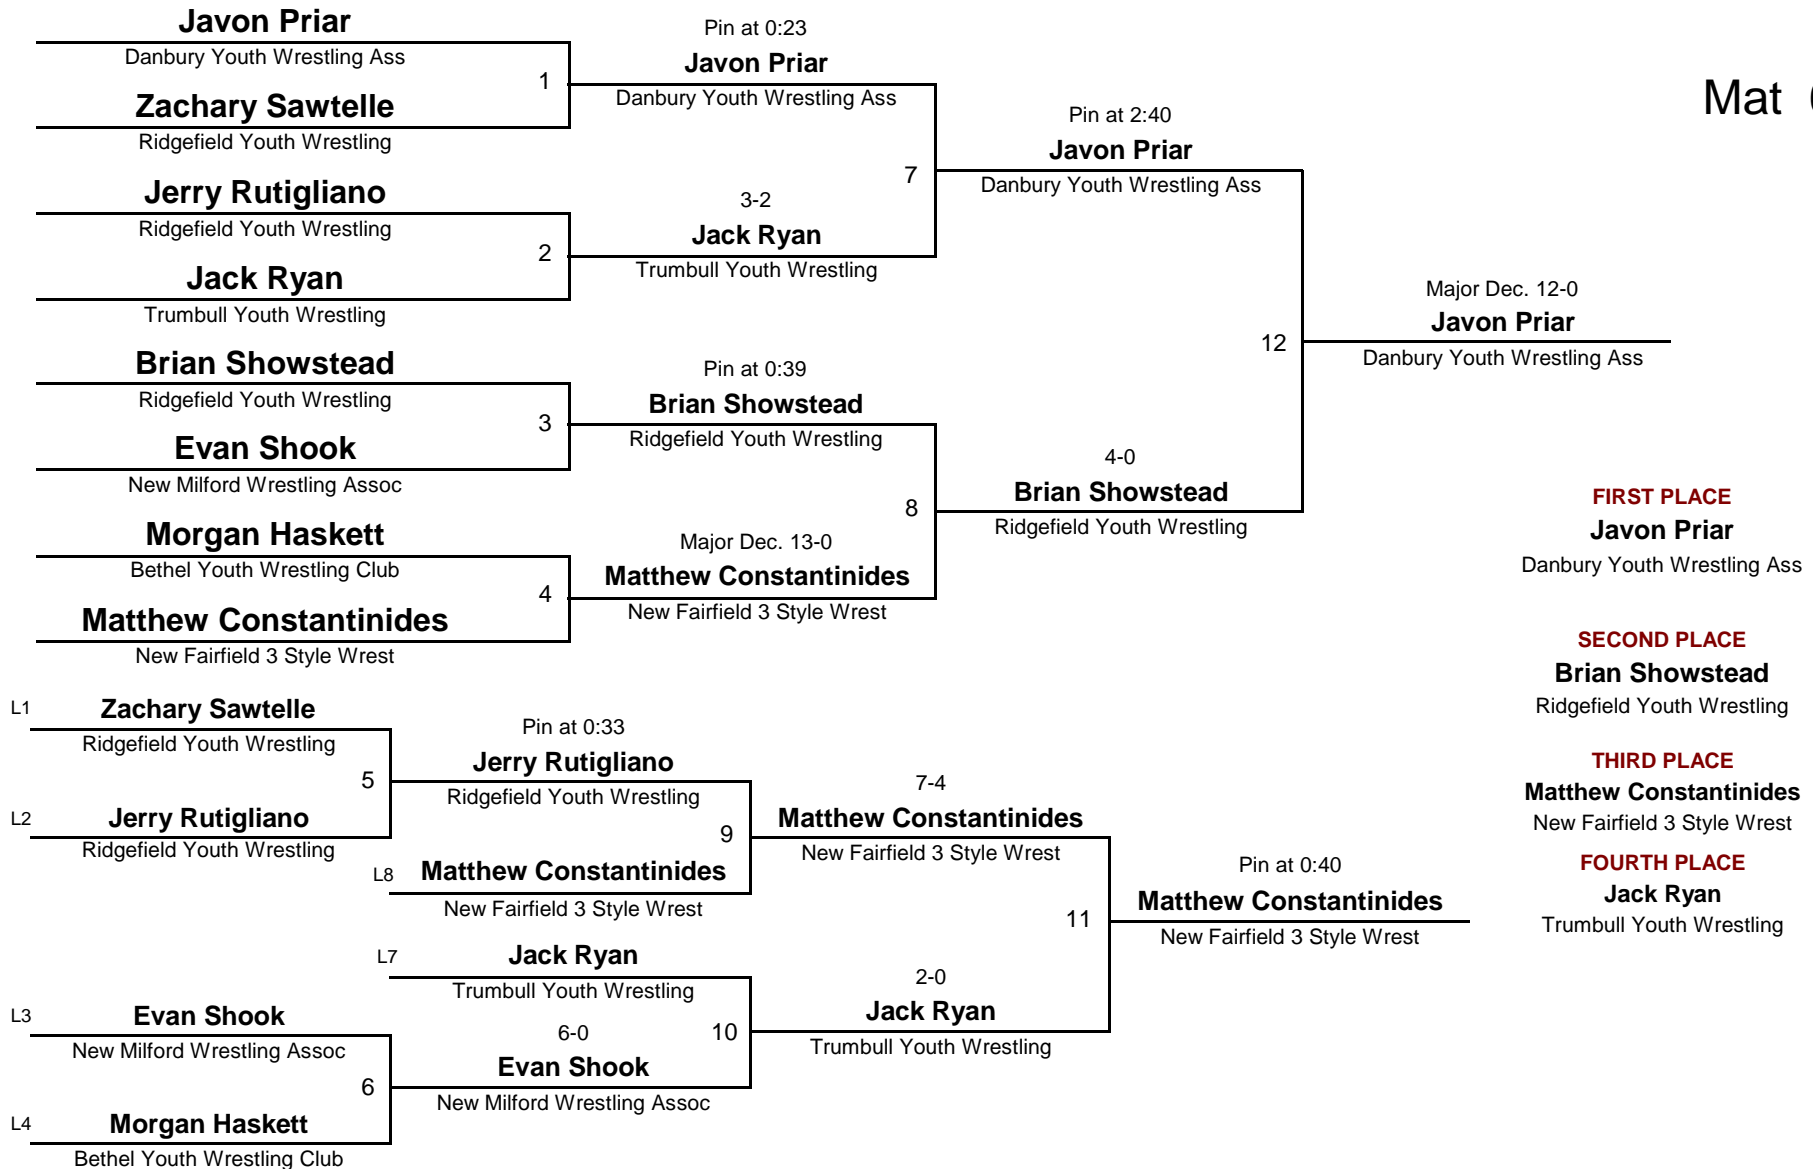 Javon Priar
Danbury Youth Wrestling Ass
1
Zachary Sawtelle
Ridgefield Youth Wrestling
Jerry Rutigliano
Ridgefield Youth Wrestling
2
Jack Ryan
Trumbull Youth Wrestling
Brian Showstead
Ridgefield Youth Wrestling
3
Evan Shook
New Milford Wrestling Assoc
Morgan Haskett
Bethel Youth Wrestling Club
4
Matthew Constantinides
New Fairfield 3 Style Wrest
Pin at 0:23
Javon Priar
Danbury Youth Wrestling Ass
7
3-2
Jack Ryan
Trumbull Youth Wrestling
Pin at 0:39
Brian Showstead
Ridgefield Youth Wrestling
8
Major Dec. 13-0
Matthew Constantinides
New Fairfield 3 Style Wrest
Pin at 2:40
Javon Priar
Danbury Youth Wrestling Ass
12
4-0
Brian Showstead
Ridgefield Youth Wrestling
Major Dec. 12-0
Javon Priar
Danbury Youth Wrestling Ass
Mat
FIRST PLACE
Javon Priar
Danbury Youth Wrestling Ass
SECOND PLACE
Brian Showstead
Ridgefield Youth Wrestling
THIRD PLACE
Matthew Constantinides
New Fairfield 3 Style Wrest
FOURTH PLACE
Jack Ryan
Trumbull Youth Wrestling
L1 Zachary Sawtelle
Ridgefield Youth Wrestling
5
L2 Jerry Rutigliano
Ridgefield Youth Wrestling
Pin at 0:33
Jerry Rutigliano
Ridgefield Youth Wrestling
9
L8 Matthew Constantinides
New Fairfield 3 Style Wrest
L7 Jack Ryan
Trumbull Youth Wrestling
10
L3 Evan Shook
New Milford Wrestling Assoc
6
L4 Morgan Haskett
Bethel Youth Wrestling Club
6-0
Evan Shook
New Milford Wrestling Assoc
7-4
Matthew Constantinides
New Fairfield 3 Style Wrest
11
2-0
Jack Ryan
Trumbull Youth Wrestling
Pin at 0:40
Matthew Constantinides
New Fairfield 3 Style Wrest